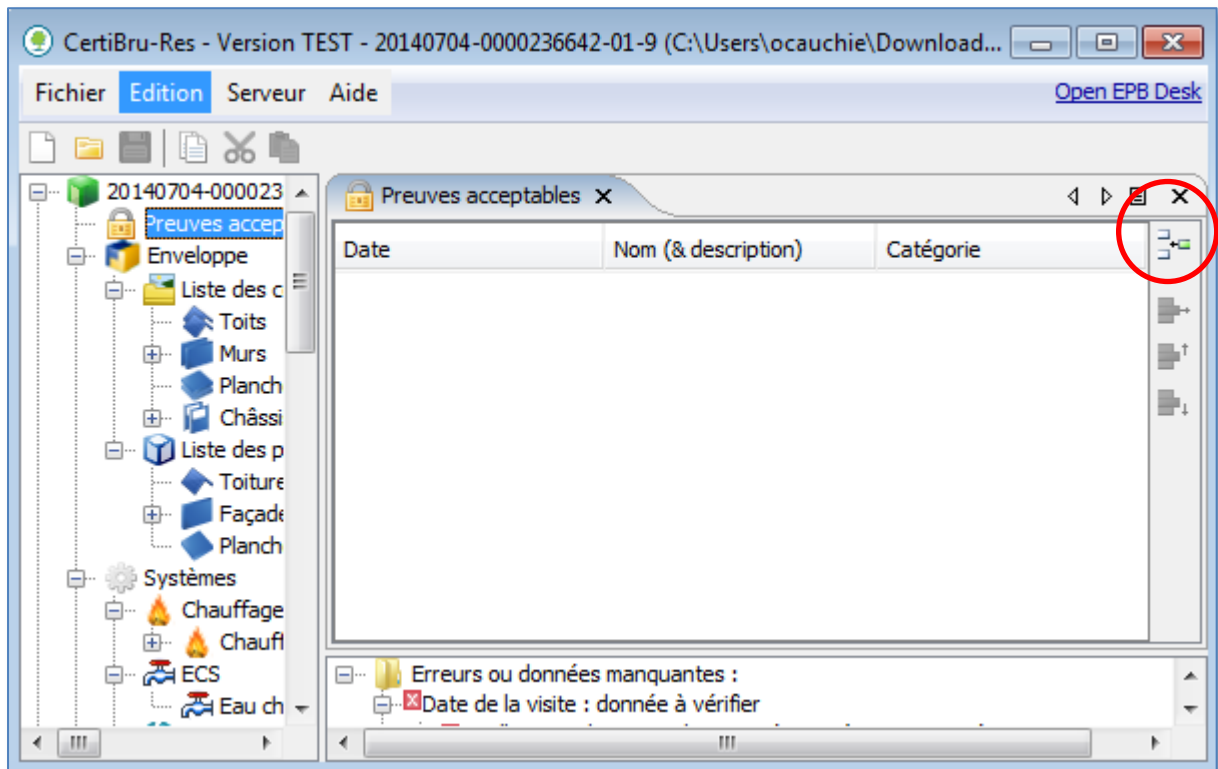 CertiBru-Res - Version TEST - 20140704-0000236642-01-9 (C:\Users\ocauchie\Download...
Fichier Edition Serveur Aide Open EPB Desk
20140704-000023
Preuves accep
Enveloppe
Liste des c
Toits
Murs
Planch
Châssi
Liste des p
Toiture
Façade
Planch
Systèmes
Chauffage
Chauff
ECS
Eau ch
Preuves acceptables
Date Nom (& description) Catégorie
Erreurs ou données manquantes :
Date de la visite : donnée à vérifier